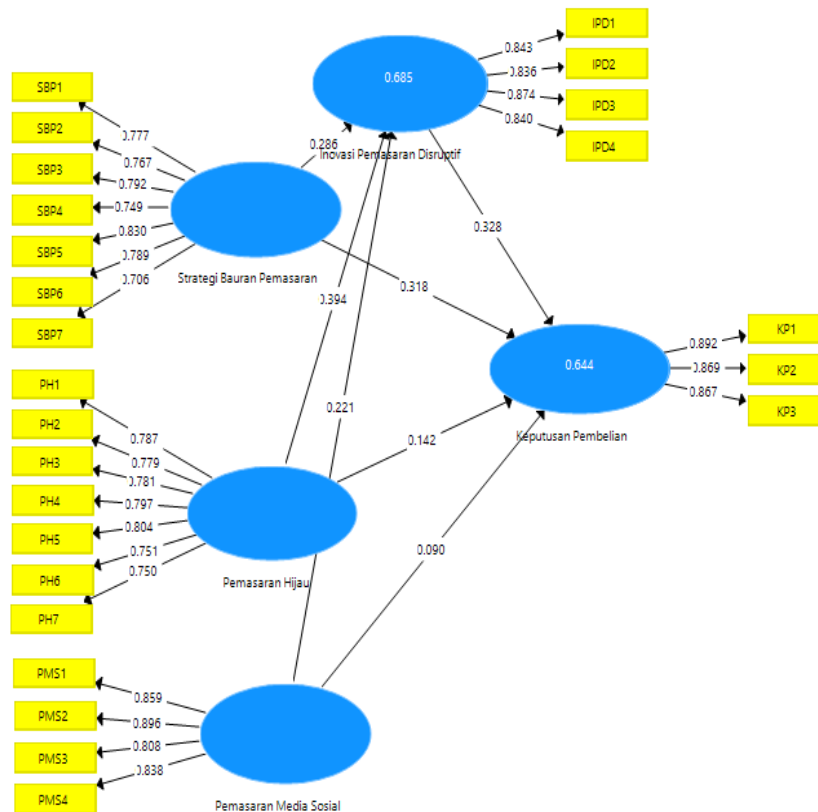 IPD1
0.843
IPD2
0.836
0.685
0.874
IPD3
0.840
IPD4
Inovasi Pemasaran Disruptif
SBP1
0.777
SBP2
0.767
SBP3
0.792
SBP4
0.749
SBP5
0.830
SBP6
0.789
SBP7
0.706
Strategi Bauran Pemasaran
0.286
0.328
0.318
0.394
0.221
0.142
0.090
0.644
Keputusan Pembelian
KP1
0.892
KP2
0.869
KP3
0.867
PH1
0.787
PH2
0.779
PH3
0.781
PH4
0.797
PH5
0.804
PH6
0.751
PH7
0.750
Pemasaran Hijau
PMS1
0.859
PMS2
0.896
PMS3
0.808
PMS4
0.838
Pemasaran Media Sosial